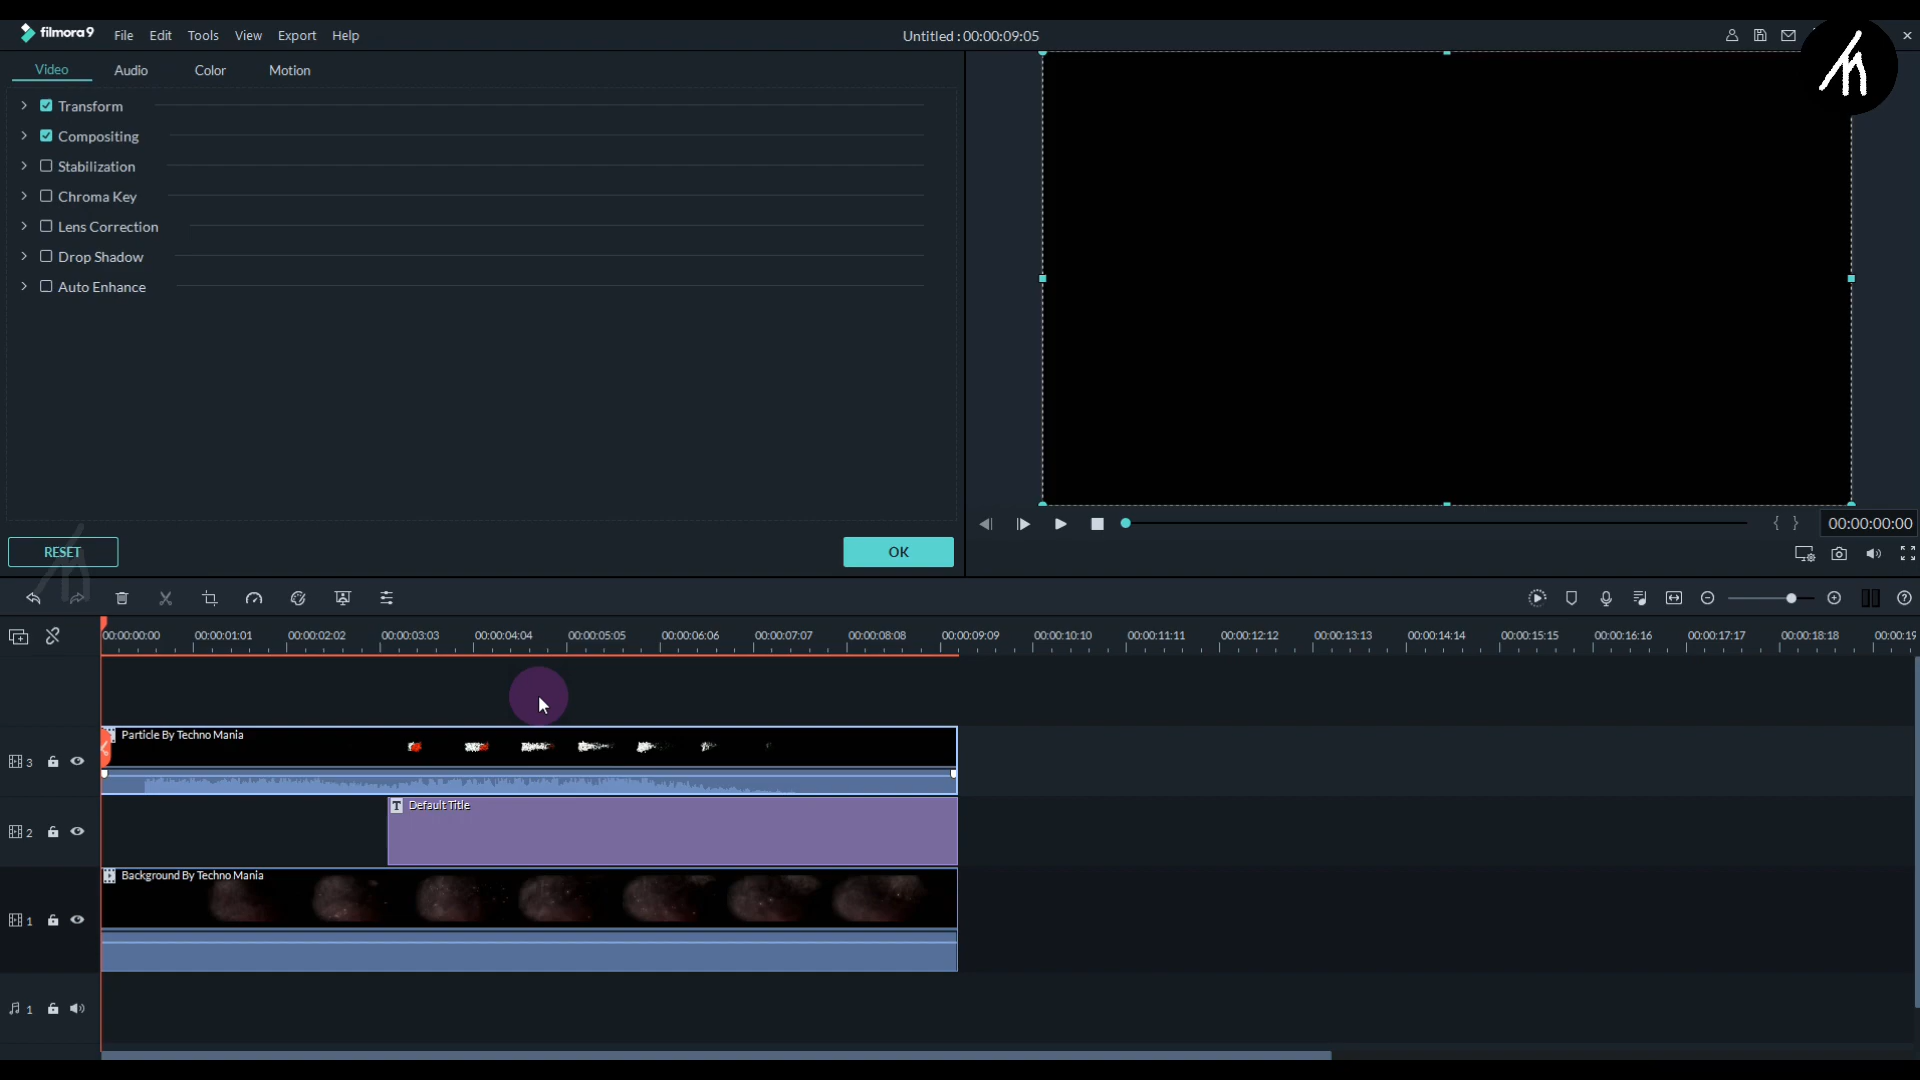 filmora9 File Edit Tools View Export Help Untitled : 00:00:09:05
Video Audio Color Motion
Transform
Compositing
Stabilization
Chroma Key
Lens Correction
Drop Shadow
Auto Enhance
{ } 00:00:00:00
RESET OK
00:00:00:00 00:00:01:01 00:00:02:02 00:00:03:03 00:00:04:04 00:00:05:05 00:00:06:06 00:00:07:07 00:00:08:08 00:00:09:09 00:00:10:10 00:00:11:11 00:00:12:12 00:00:13:13 00:00:14:14 00:00:15:15 00:00:16:16 00:00:17:17 00:00:18:18 00:00:19
Particle By Techno Mania
3
T Default Title
2
Background By Techno Mania
1
1